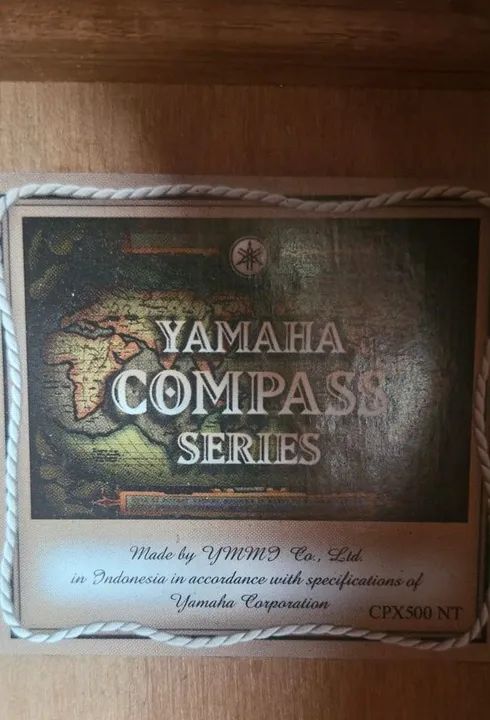 YAMAHA
COMPASS
SERIES
Made by YMMI Co., Ltd.
in Indonesia in accordance with specifications of
Yamaha Corporation
CPX500 NT